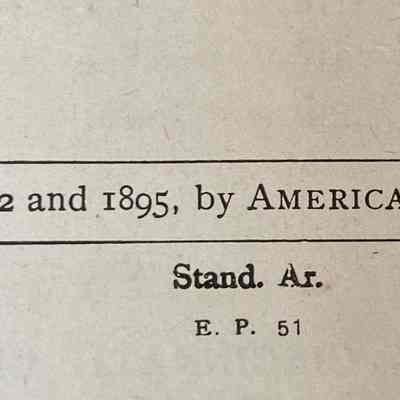 2 and 1895, by AMERICA
Stand. Ar.
E. P. 51